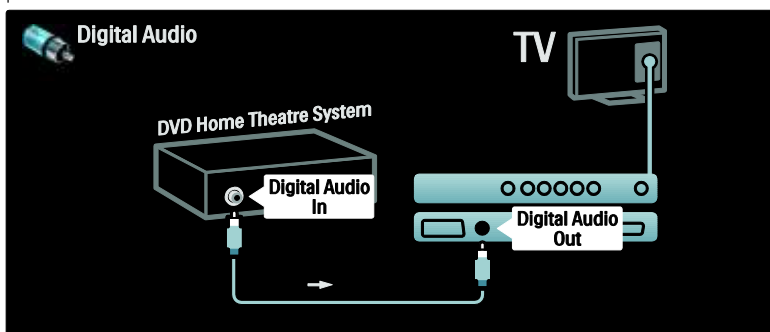 Digital Audio
TV
DVD Home Theatre System
Digital Audio
In
Digital Audio
Out